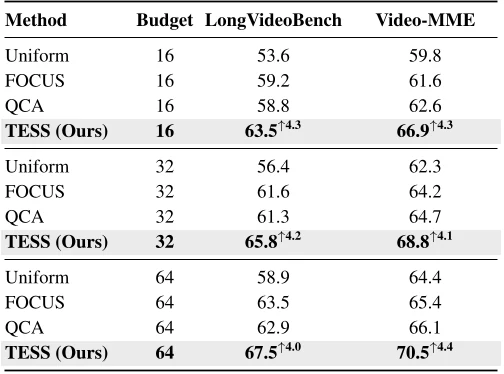 Method Budget LongVideoBench Video-MME
Uniform 16 53.6 59.8
FOCUS 16 59.2 61.6
QCA 16 58.8 62.6
TESS (Ours) 16 63.5↑4.3 66.9↑4.3
Uniform 32 56.4 62.3
FOCUS 32 61.6 64.2
QCA 32 61.3 64.7
TESS (Ours) 32 65.8↑4.2 68.8↑4.1
Uniform 64 58.9 64.4
FOCUS 64 63.5 65.4
QCA 64 62.9 66.1
TESS (Ours) 64 67.5↑4.0 70.5↑4.4